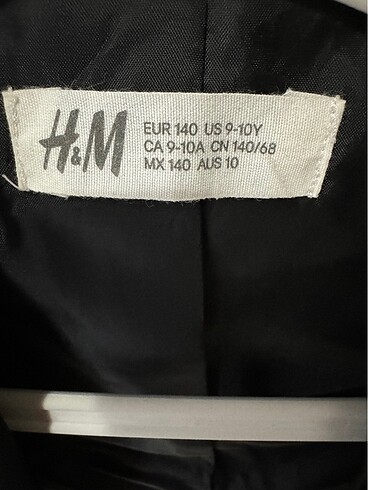 H&M
EUR 140 US 9-10Y
CA 9-10A CN 140/68
MX 140 AUS 10